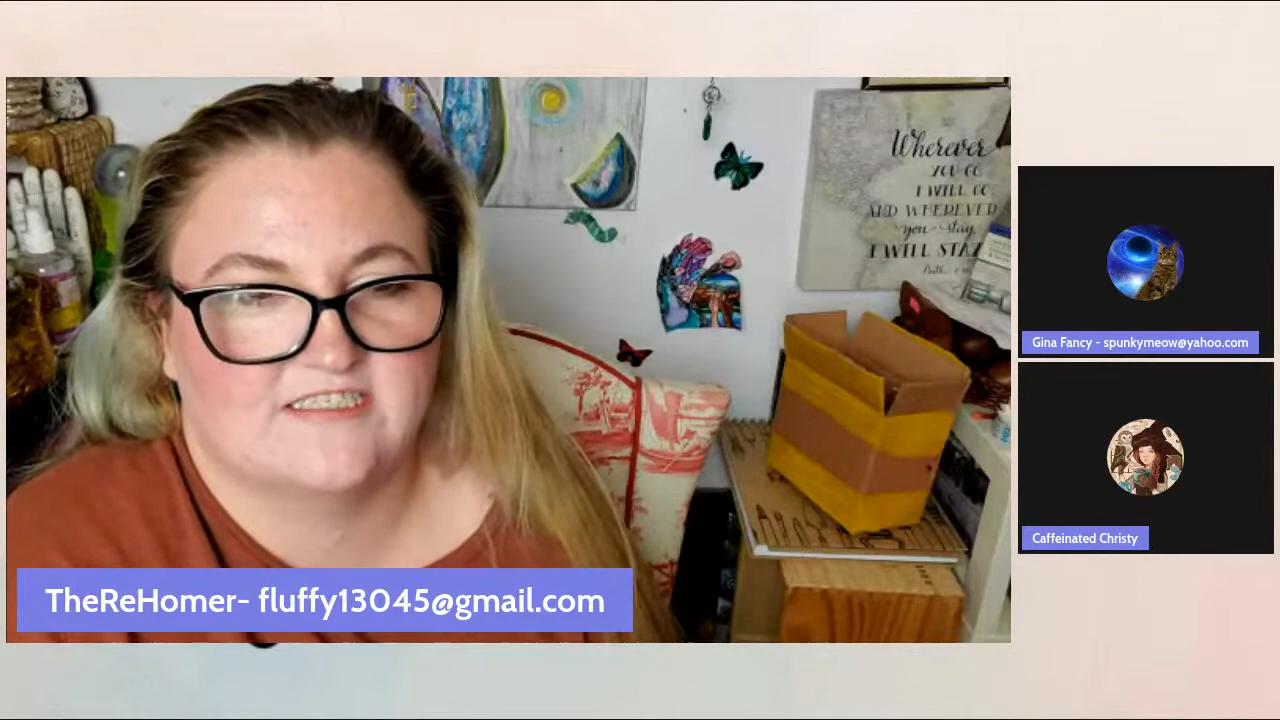 Wherever
YOU GO
I WILL GO
AND WHEREVER
you stay,
I WILL STAY
Gina Fancy - spunkymeow@yahoo.com
Caffeinated Christy
TheReHomer- fluffy13045@gmail.com